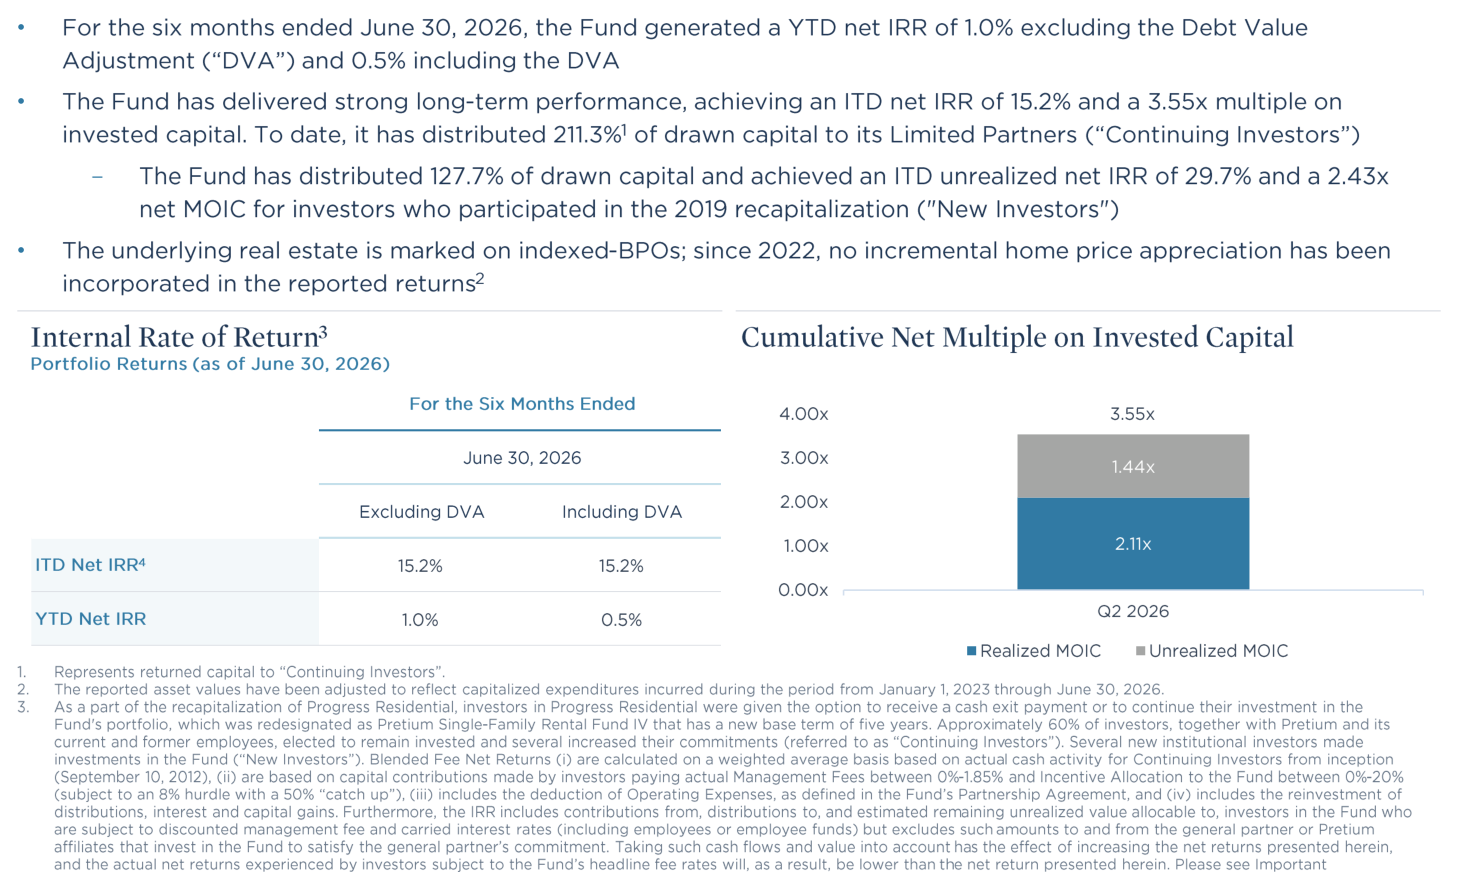 • For the six months ended June 30, 2026, the Fund generated a YTD net IRR of 1.0% excluding the Debt Value
Adjustment (“DVA”) and 0.5% including the DVA
• The Fund has delivered strong long-term performance, achieving an ITD net IRR of 15.2% and a 3.55x multiple on
invested capital. To date, it has distributed 211.3%¹ of drawn capital to its Limited Partners (“Continuing Investors”)
– The Fund has distributed 127.7% of drawn capital and achieved an ITD unrealized net IRR of 29.7% and a 2.43x
net MOIC for investors who participated in the 2019 recapitalization ("New Investors")
• The underlying real estate is marked on indexed-BPOs; since 2022, no incremental home price appreciation has been
incorporated in the reported returns²
Internal Rate of Return³
Portfolio Returns (as of June 30, 2026)
For the Six Months Ended
June 30, 2026
Excluding DVA Including DVA
ITD Net IRR⁴ 15.2% 15.2%
YTD Net IRR 1.0% 0.5%
Cumulative Net Multiple on Invested Capital
4.00x
3.00x
2.00x
1.00x
0.00x
3.55x
1.44x
2.11x
Q2 2026
Realized MOIC Unrealized MOIC
1. Represents returned capital to “Continuing Investors”.
2. The reported asset values have been adjusted to reflect capitalized expenditures incurred during the period from January 1, 2023 through June 30, 2026.
3. As a part of the recapitalization of Progress Residential, investors in Progress Residential were given the option to receive a cash exit payment or to continue their investment in the
Fund’s portfolio, which was redesignated as Pretium Single-Family Rental Fund IV that has a new base term of five years. Approximately 60% of investors, together with Pretium and its
current and former employees, elected to remain invested and several increased their commitments (referred to as “Continuing Investors”). Several new institutional investors made
investments in the Fund (“New Investors”). Blended Fee Net Returns (i) are calculated on a weighted average basis based on actual cash activity for Continuing Investors from inception
(September 10, 2012), (ii) are based on capital contributions made by investors paying actual Management Fees between 0%-1.85% and Incentive Allocation to the Fund between 0%-20%
(subject to an 8% hurdle with a 50% “catch up”), (iii) includes the deduction of Operating Expenses, as defined in the Fund’s Partnership Agreement, and (iv) includes the reinvestment of
distributions, interest and capital gains. Furthermore, the IRR includes contributions from, distributions to, and estimated remaining unrealized value allocable to, investors in the Fund who
are subject to discounted management fee and carried interest rates (including employees or employee funds) but excludes such amounts to and from the general partner or Pretium
affiliates that invest in the Fund to satisfy the general partner’s commitment. Taking such cash flows and value into account has the effect of increasing the net returns presented herein,
and the actual net returns experienced by investors subject to the Fund’s headline fee rates will, as a result, be lower than the net return presented herein. Please see Important